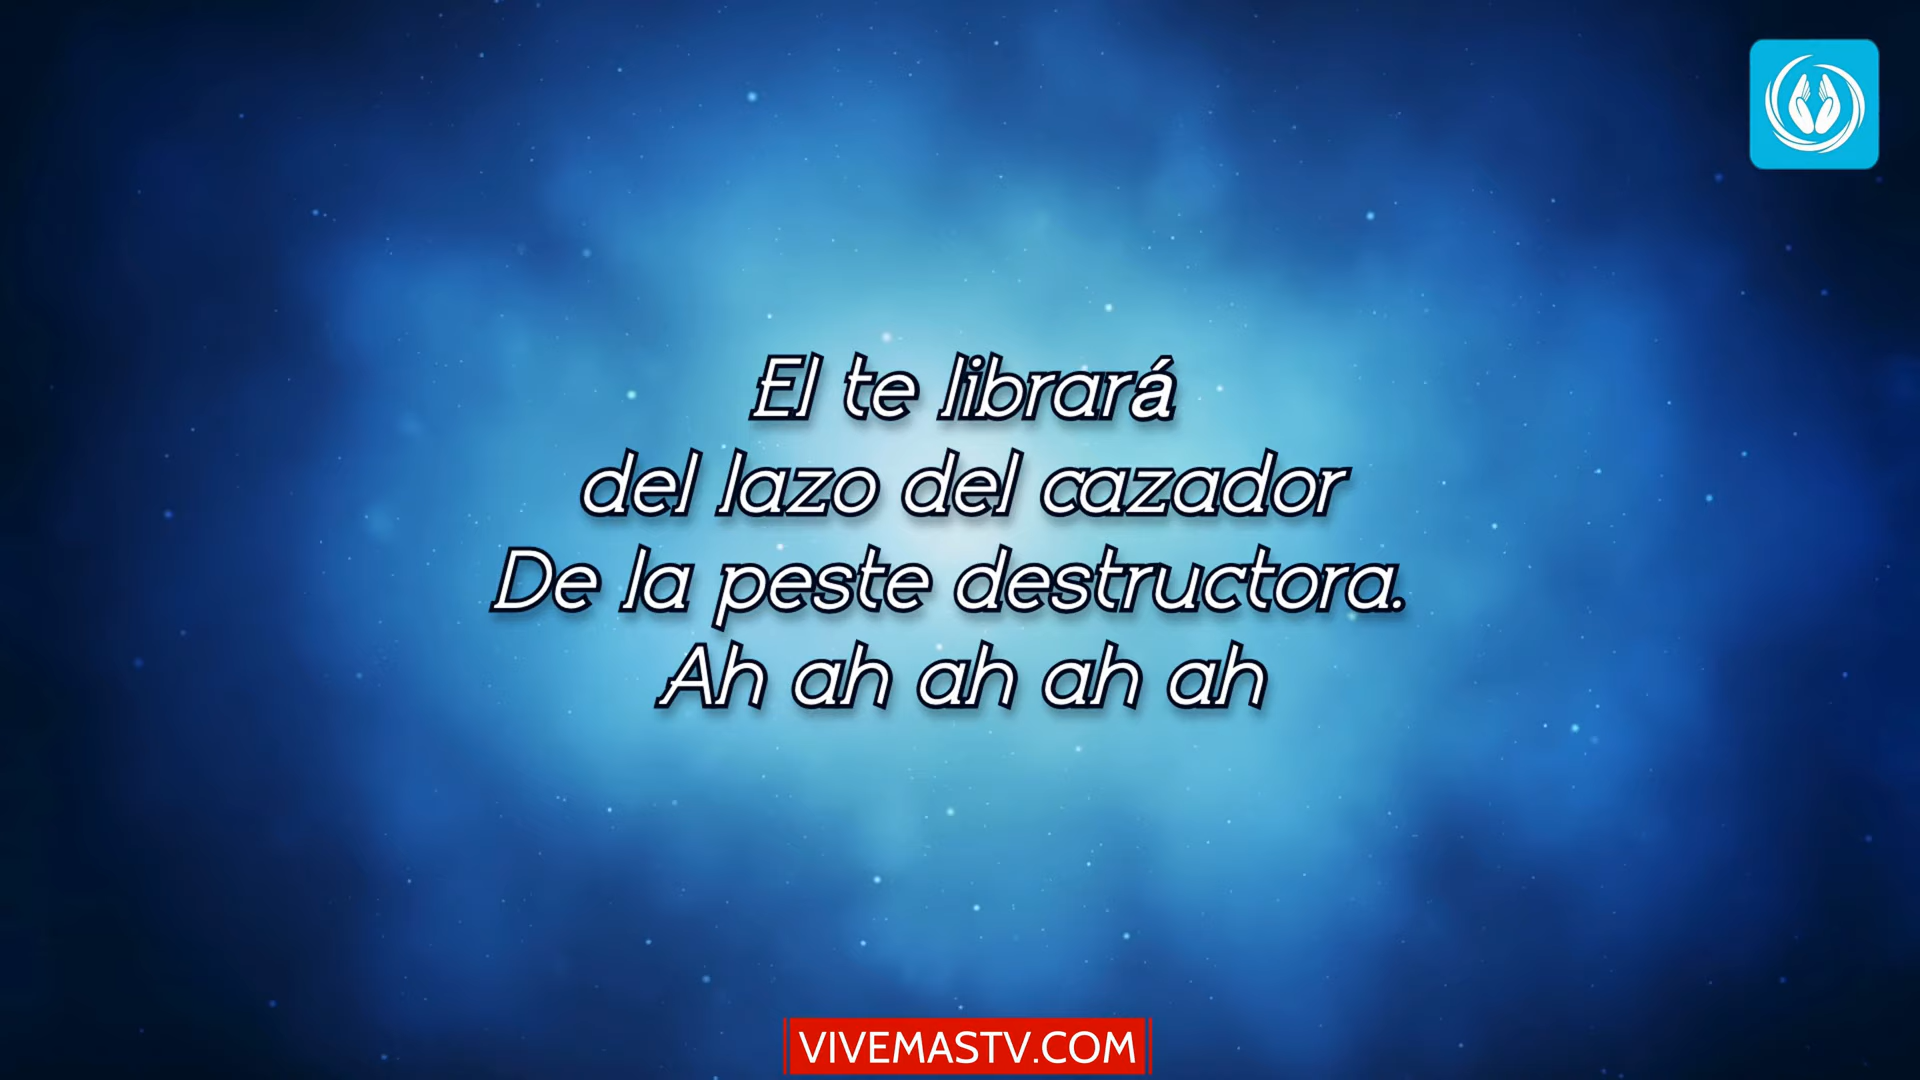 El te librará
del lazo del cazador
De la peste destructora.
Ah ah ah ah ah
VIVEMASTV.COM